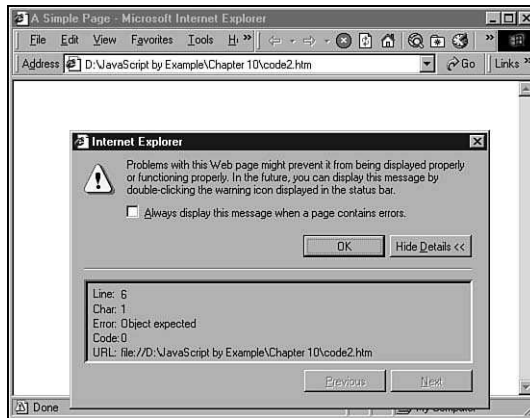 A Simple Page - Microsoft Internet Explorer
File Edit View Favorites Tools »
Address D:\JavaScript by Example\Chapter 10\code2.htm Go Links »
Internet Explorer
Problems with this Web page might prevent it from being displayed properly
or functioning properly. In the future, you can display this message by
double-clicking the warning icon displayed in the status bar.
Always display this message when a page contains errors.
OK Hide Details <<
Line: 6
Char: 1
Error: Object expected
Code: 0
URL: file://D:\JavaScript by Example\Chapter 10\code2.htm
Previous Next
Done My Computer